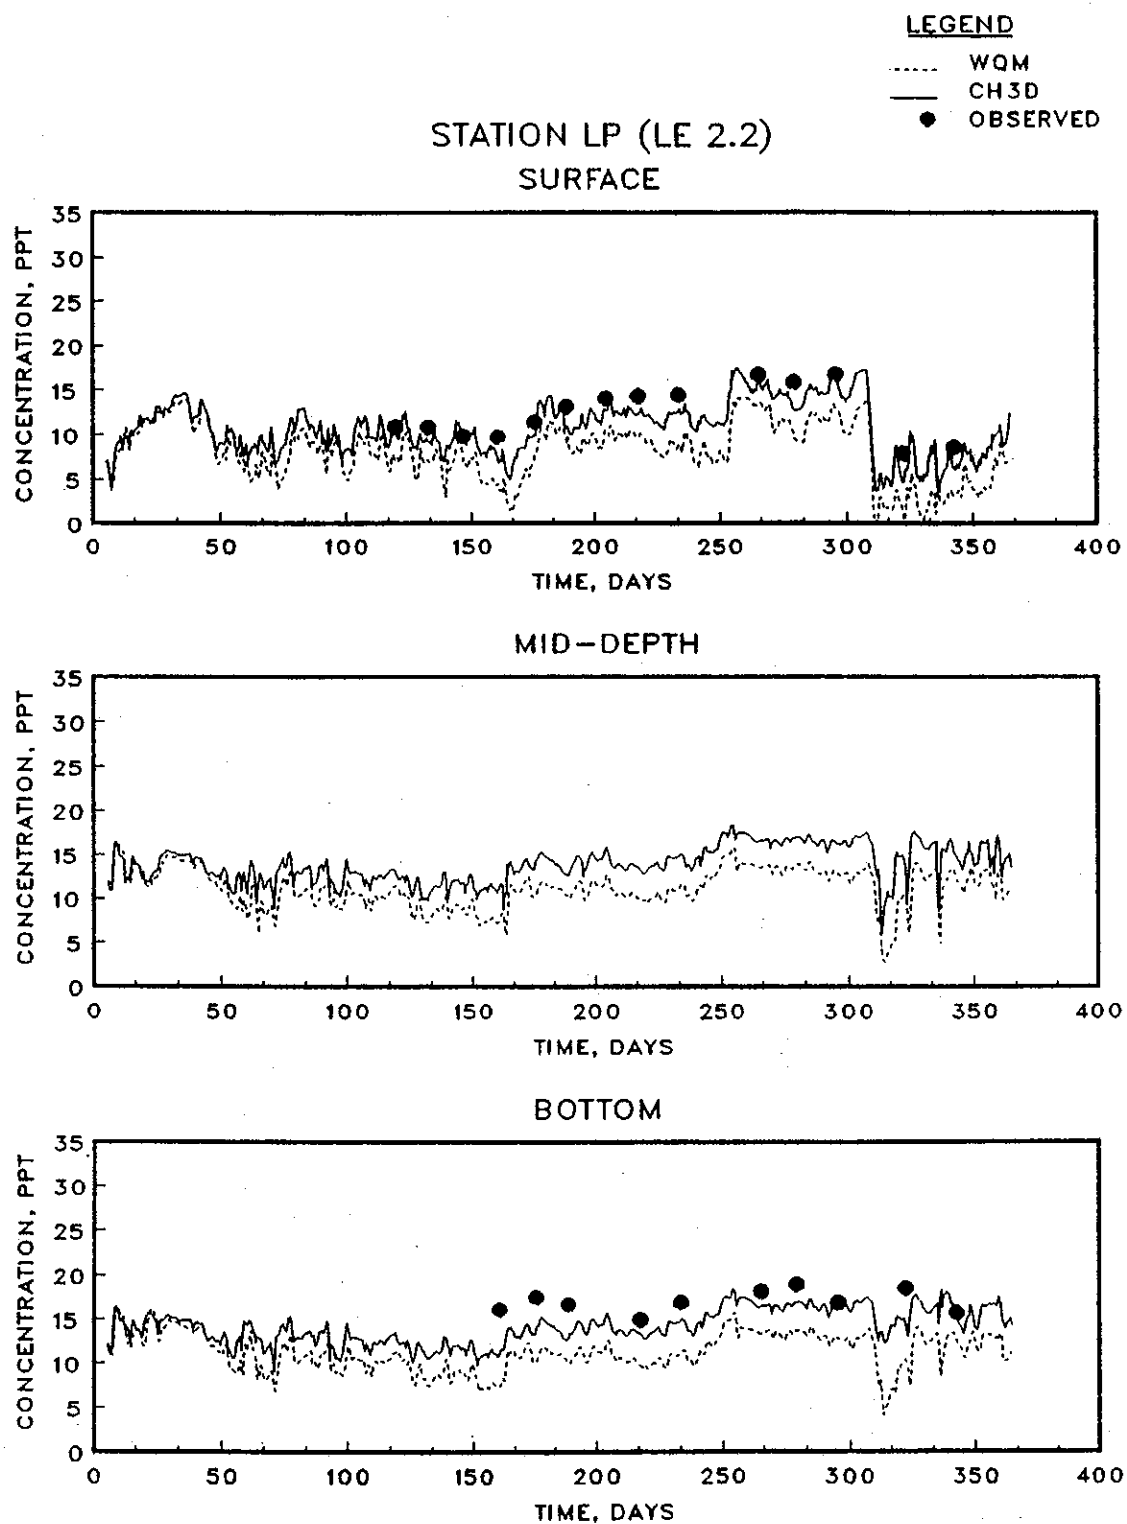 LEGEND
WQM
CH3D
OBSERVED
STATION LP (LE 2.2)
SURFACE
CONCENTRATION, PPT
35
30
25
20
15
10
5
0
0 50 100 150 200 250 300 350 400
TIME, DAYS
MID-DEPTH
CONCENTRATION, PPT
35
30
25
20
15
10
5
0
0 50 100 150 200 250 300 350 400
TIME, DAYS
BOTTOM
CONCENTRATION, PPT
35
30
25
20
15
10
5
0
0 50 100 150 200 250 300 350 400
TIME, DAYS